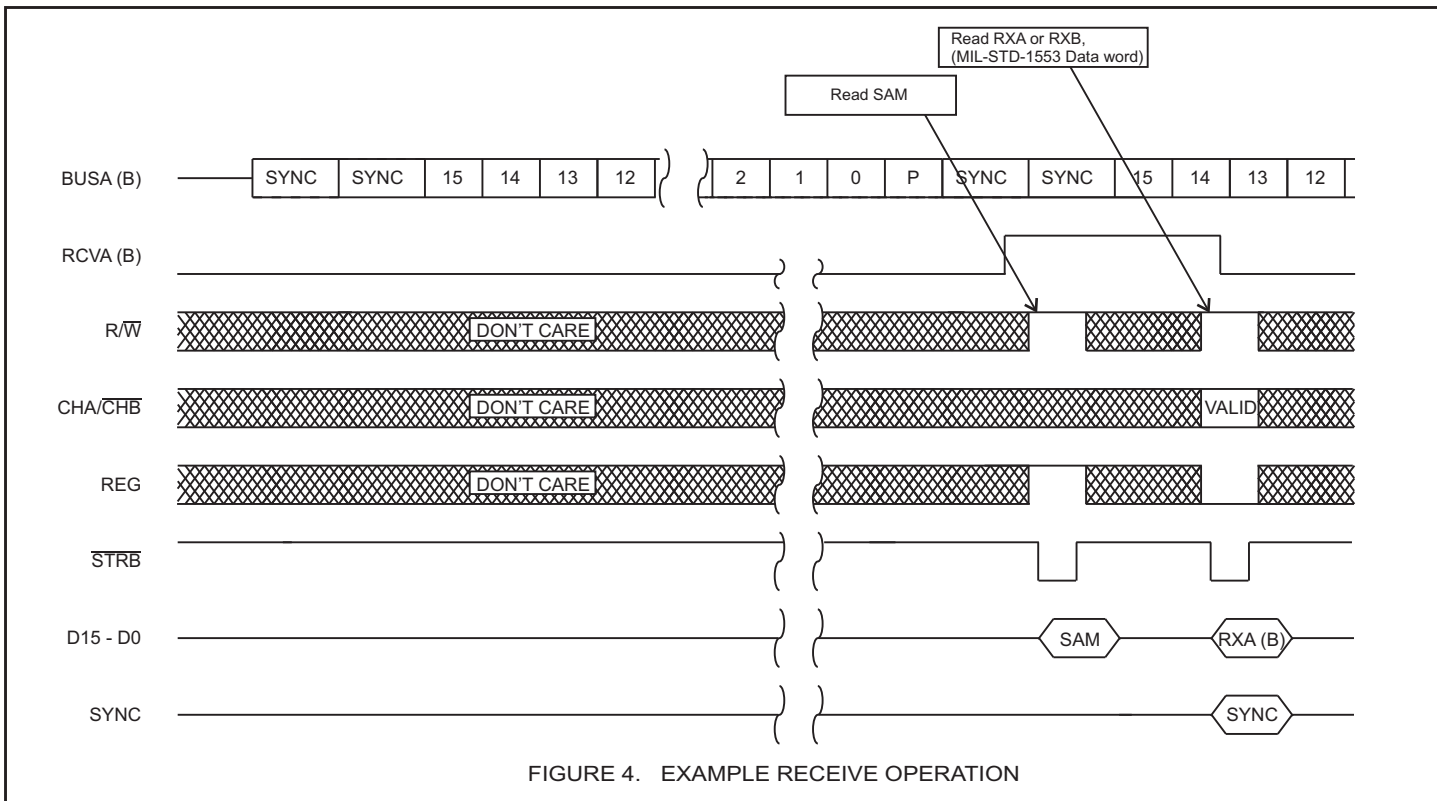 Read RXA or RXB,
(MIL-STD-1553 Data word)
Read SAM
BUSA (B) SYNC SYNC 15 14 13 12 2 1 0 P SYNC SYNC 15 14 13 12
RCVA (B)
R/W̅ DON'T CARE
CHA/C̅H̅B̅ DON'T CARE VALID
REG DON'T CARE
S̅T̅R̅B̅
D15 - D0 SAM RXA (B)
SYNC SYNC
FIGURE 4. EXAMPLE RECEIVE OPERATION